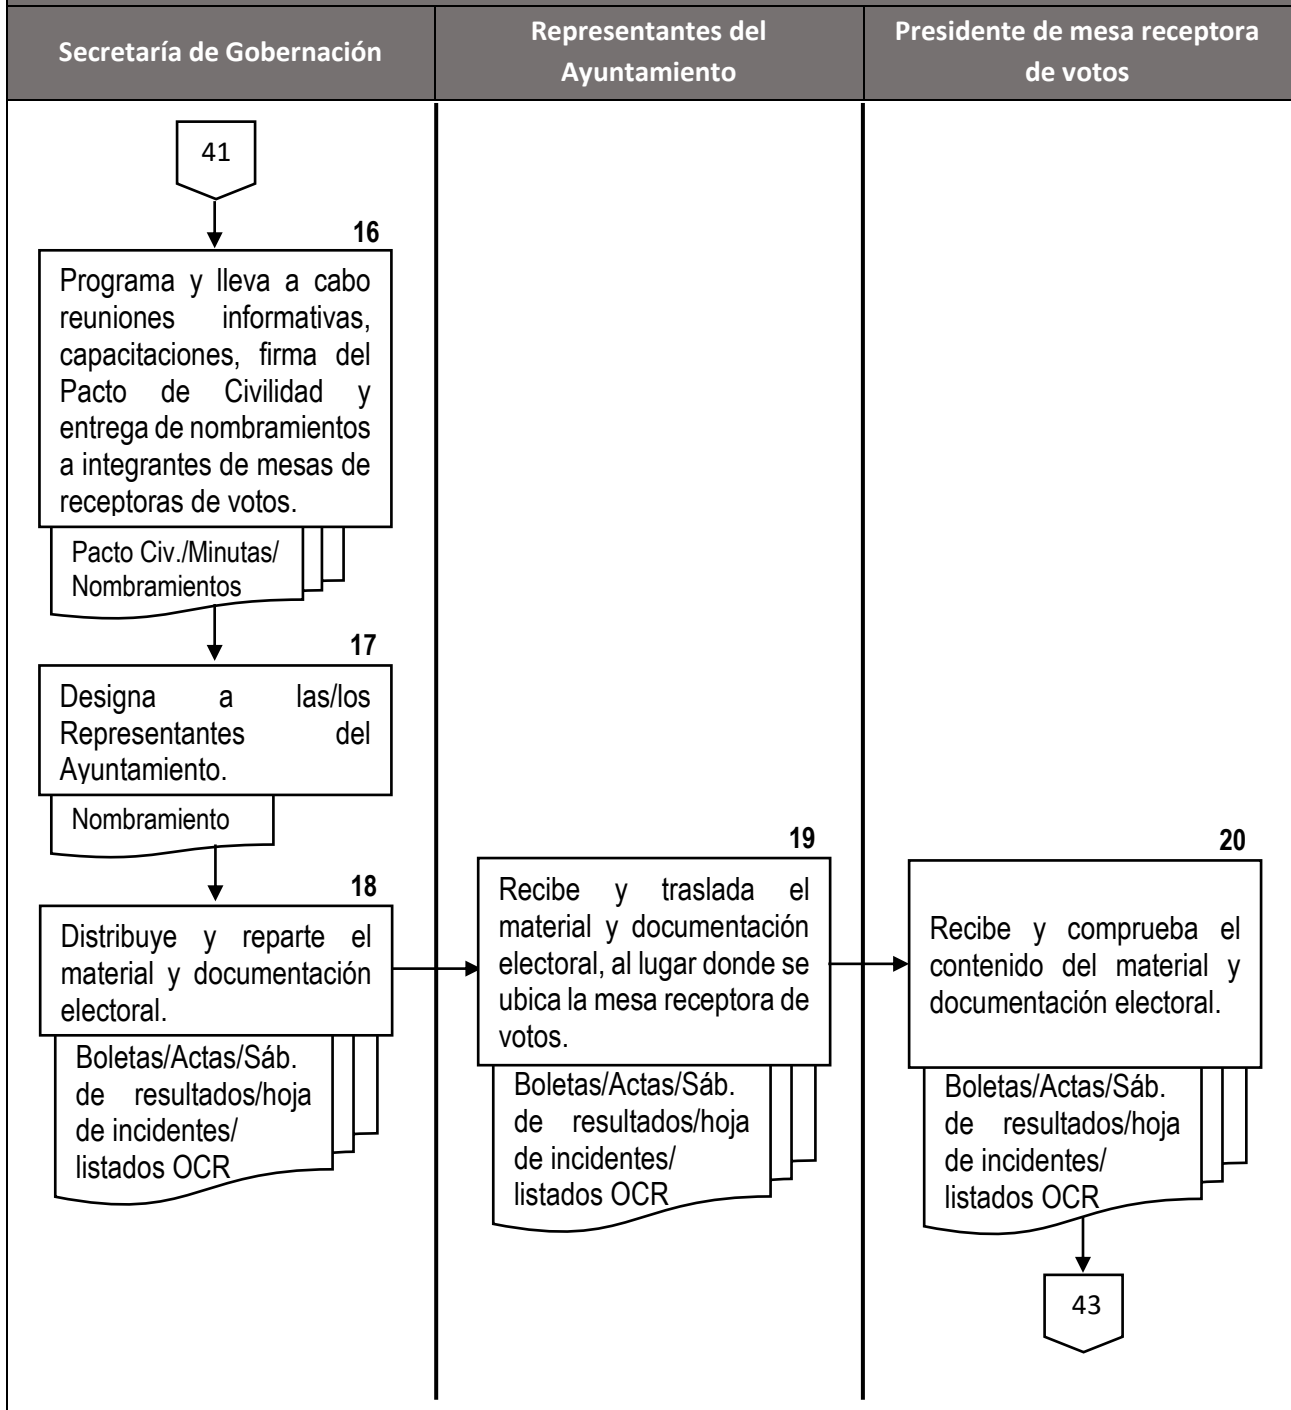 Secretaría de Gobernación
Representantes del
Ayuntamiento
Presidente de mesa receptora
de votos
41
16
Programa y lleva a cabo
reuniones informativas,
capacitaciones, firma del
Pacto de Civilidad y
entrega de nombramientos
a integrantes de mesas de
receptoras de votos.
Pacto Civ./Minutas/
Nombramientos
17
Designa a las/los
Representantes del
Ayuntamiento.
Nombramiento
18
Distribuye y reparte el
material y documentación
electoral.
Boletas/Actas/Sáb.
de resultados/hoja
de incidentes/
listados OCR
19
Recibe y traslada el
material y documentación
electoral, al lugar donde se
ubica la mesa receptora de
votos.
Boletas/Actas/Sáb.
de resultados/hoja
de incidentes/
listados OCR
20
Recibe y comprueba el
contenido del material y
documentación electoral.
Boletas/Actas/Sáb.
de resultados/hoja
de incidentes/
listados OCR
43